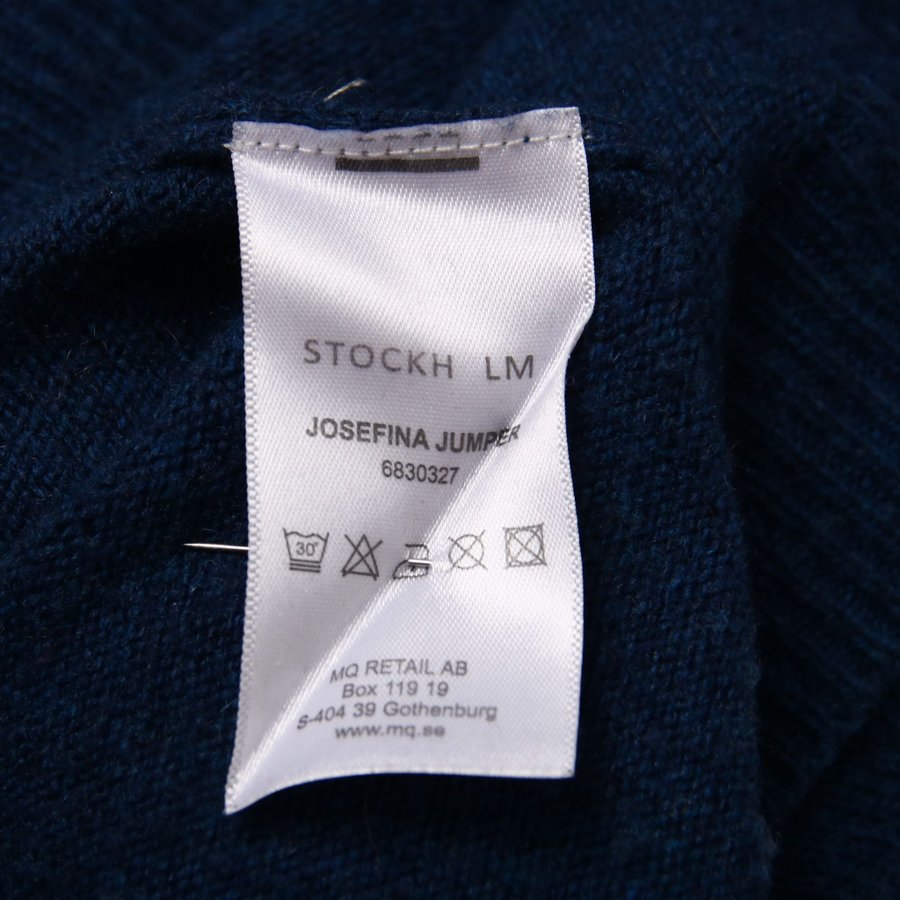 STOCKH LM
JOSEFINA JUMPER
6830327
30°
MQ RETAIL AB
Box 119 19
S-404 39 Gothenburg
www.mq.se